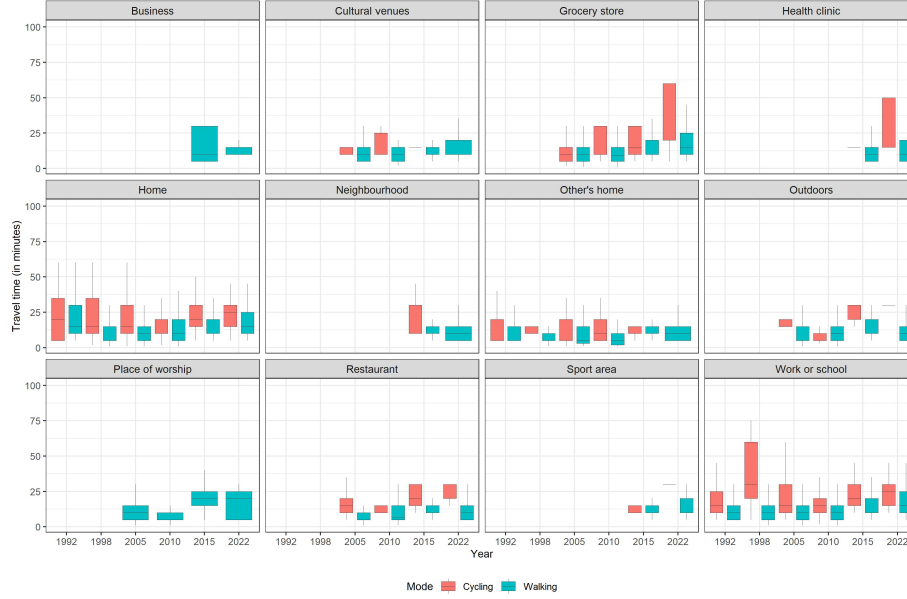 Business Cultural venues Grocery store Health clinic
100
75
50
25
0
Home Neighbourhood Other's home Outdoors
100
75
50
25
0
Travel time (in minutes)
Place of worship Restaurant Sport area Work or school
100
75
50
25
0
1992 1998 2005 2010 2015 2022 1992 1998 2005 2010 2015 2022 1992 1998 2005 2010 2015 2022 1992 1998 2005 2010 2015 2022
Year
Mode Cycling Walking